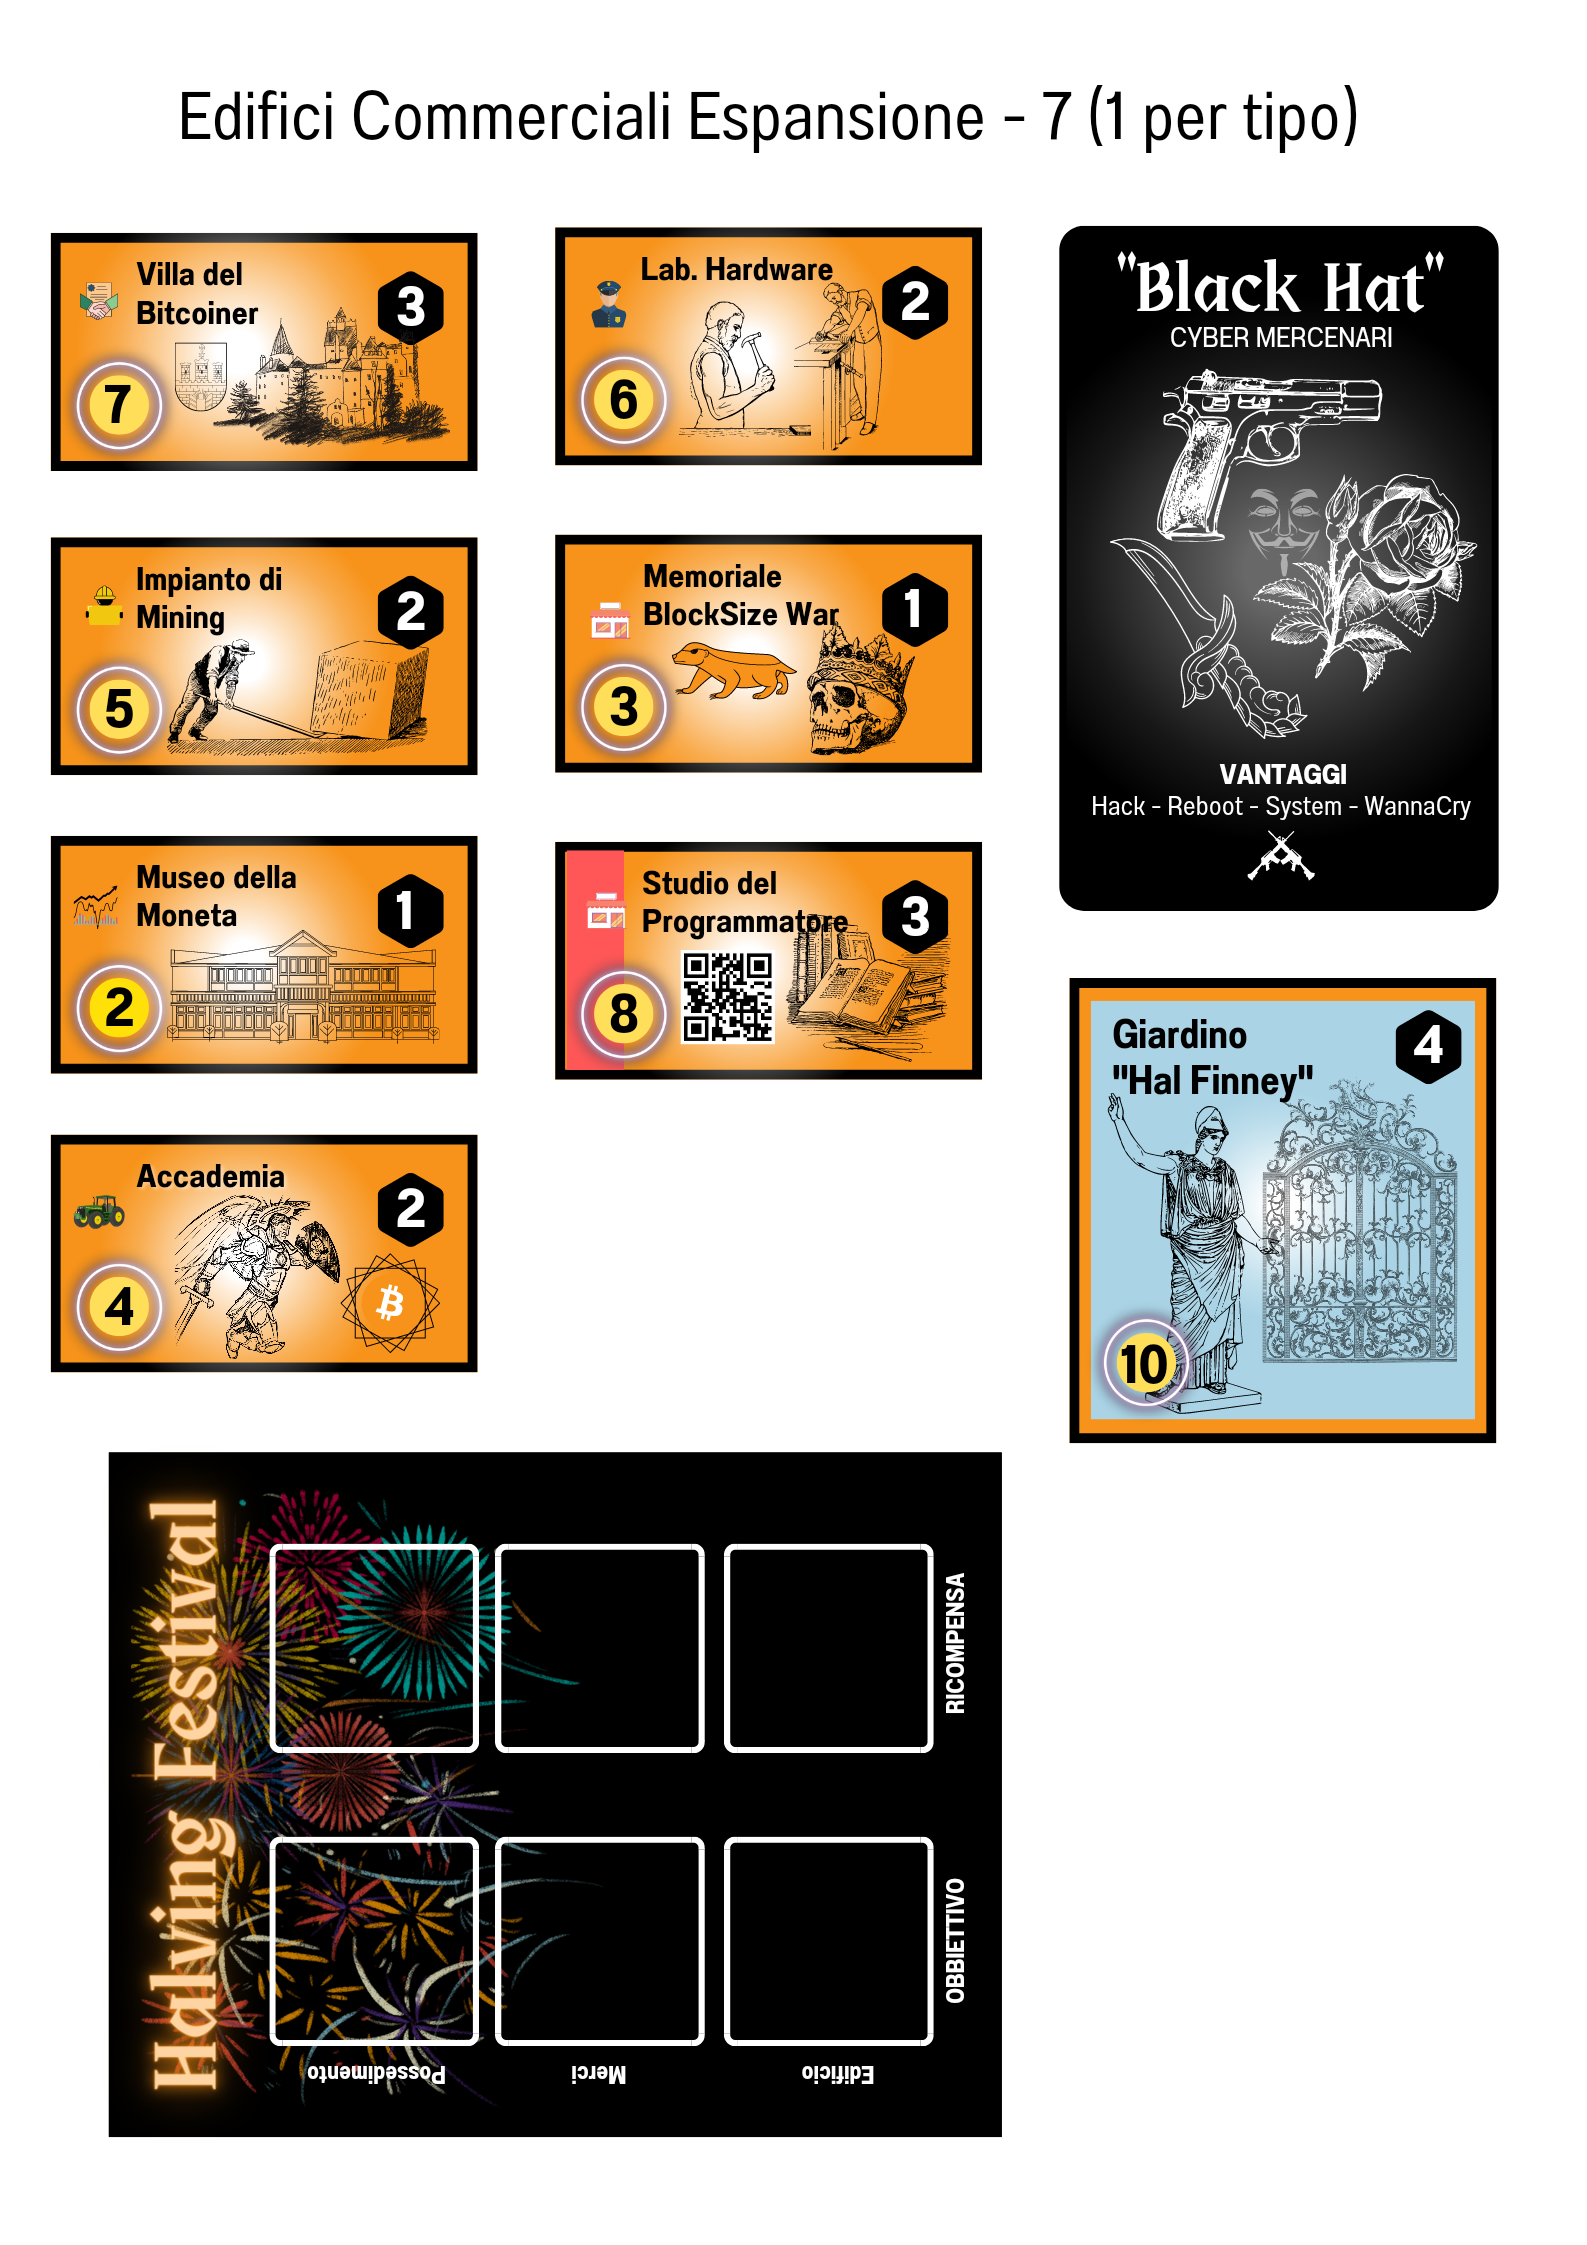 Edifici Commerciali Espansione - 7 (1 per tipo)
Villa del
Bitcoiner
3
7
Lab. Hardware
2
6
"Black Hat"
CYBER MERCENARI
VANTAGGI
Hack - Reboot - System - WannaCry
Impianto di
Mining
2
5
Memoriale
BlockSize War
1
3
Museo della
Moneta
1
2
Studio del
Programmatore
3
8
Giardino
"Hal Finney"
4
10
Accademia
2
4
Halving Festival
RICOMPENSA
OBBIETTIVO
Possedimento
Merci
Edificio